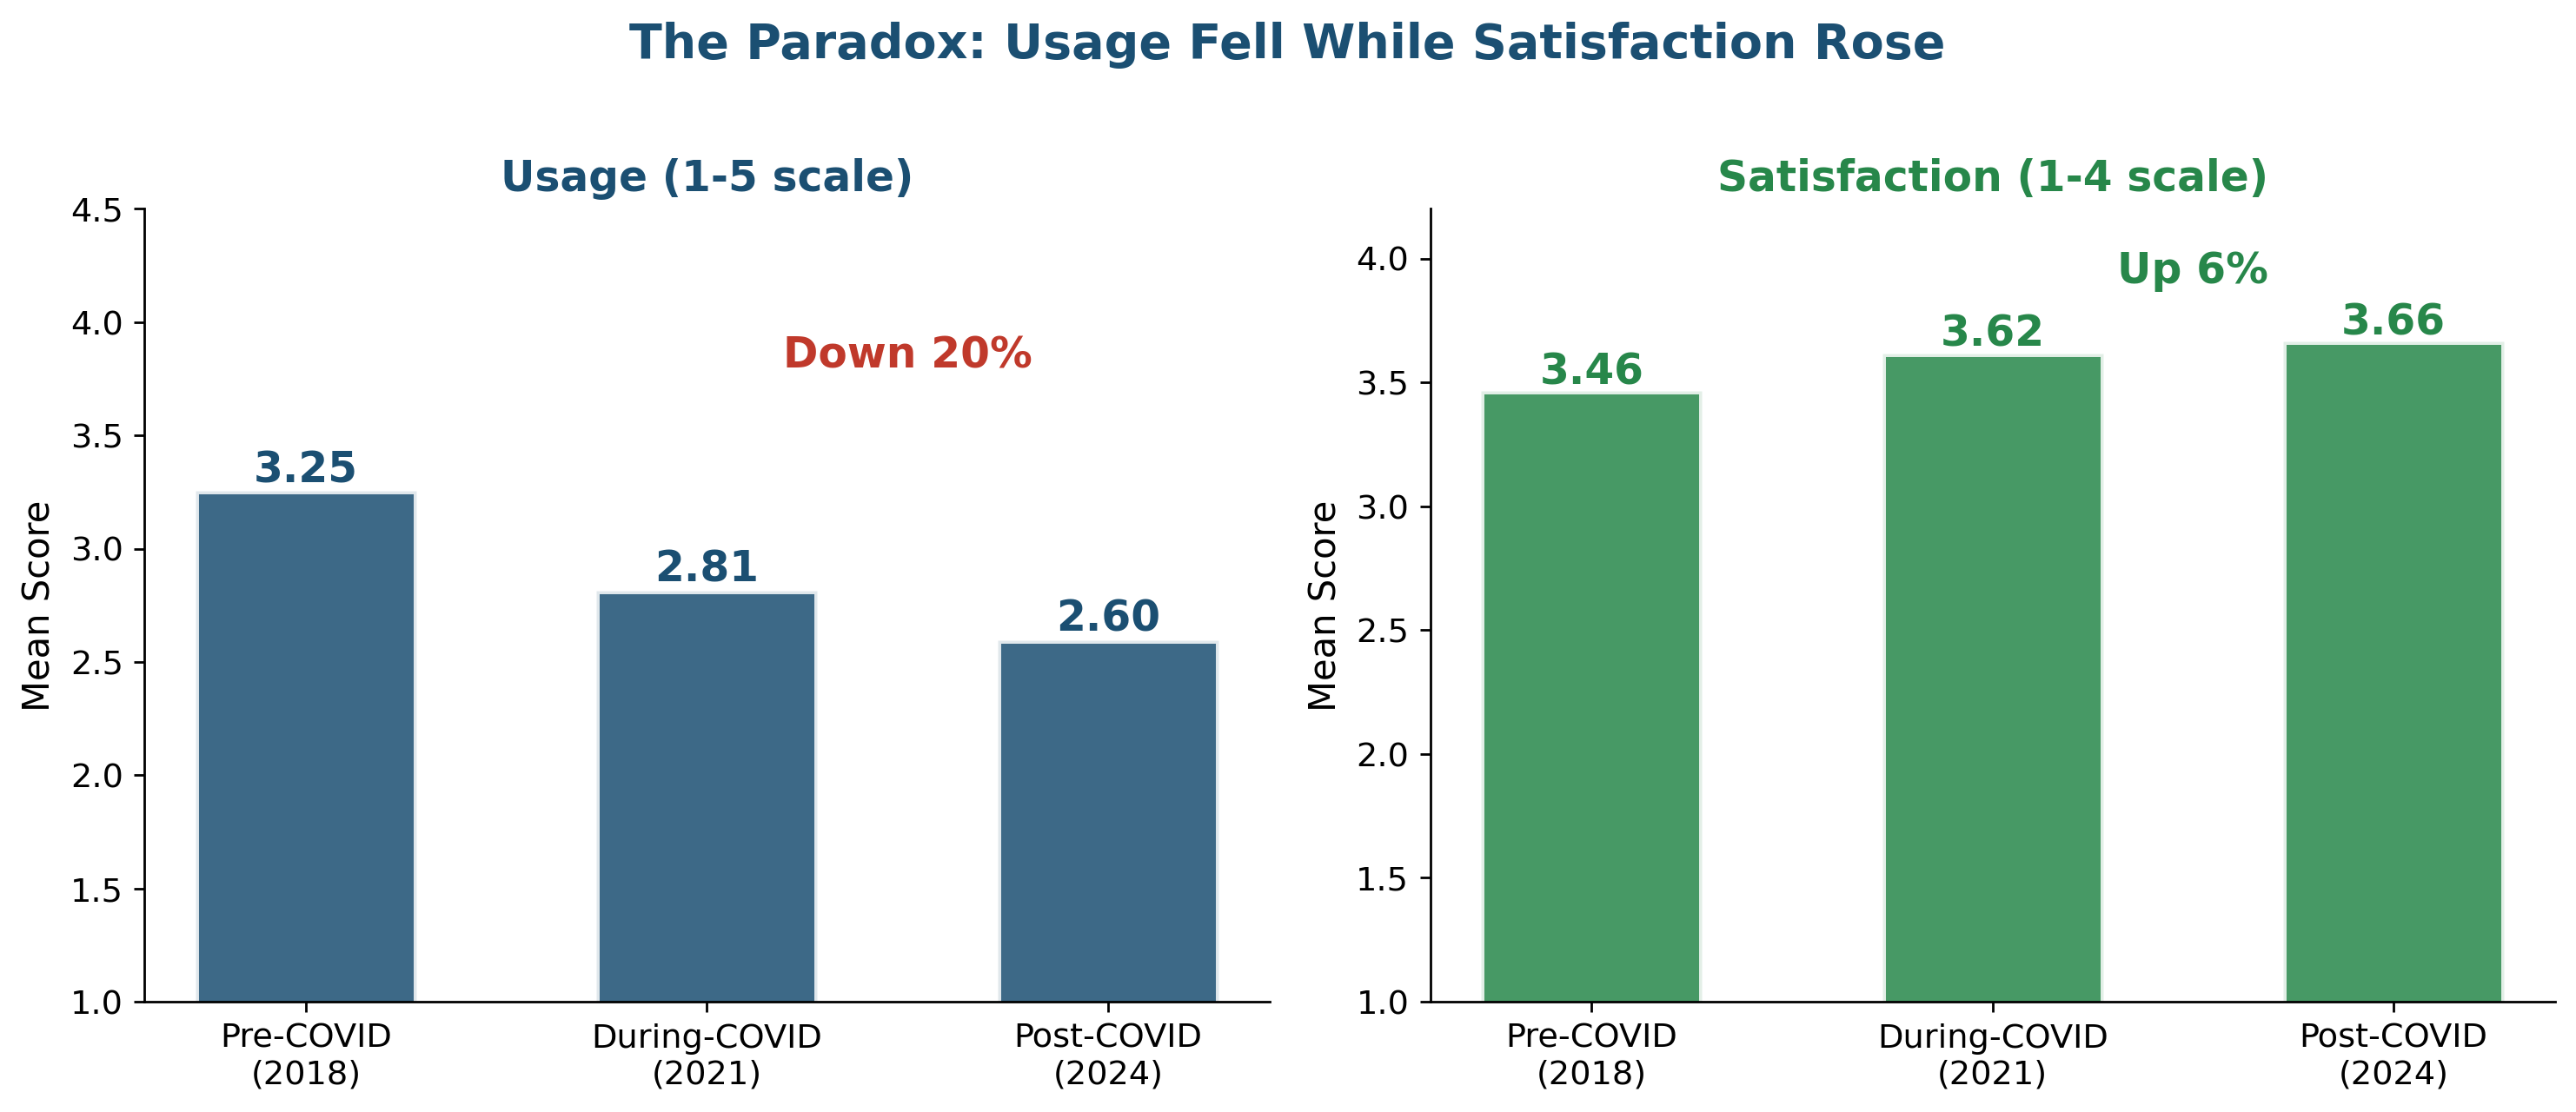 The Paradox: Usage Fell While Satisfaction Rose
Usage (1-5 scale)
Down 20%
4.5
4.0
3.5
3.0
2.5
2.0
1.5
1.0
Mean Score
3.25
2.81
2.60
Pre-COVID
(2018)
During-COVID
(2021)
Post-COVID
(2024)
Satisfaction (1-4 scale)
Up 6%
4.0
3.5
3.0
2.5
2.0
1.5
1.0
Mean Score
3.46
3.62
3.66
Pre-COVID
(2018)
During-COVID
(2021)
Post-COVID
(2024)